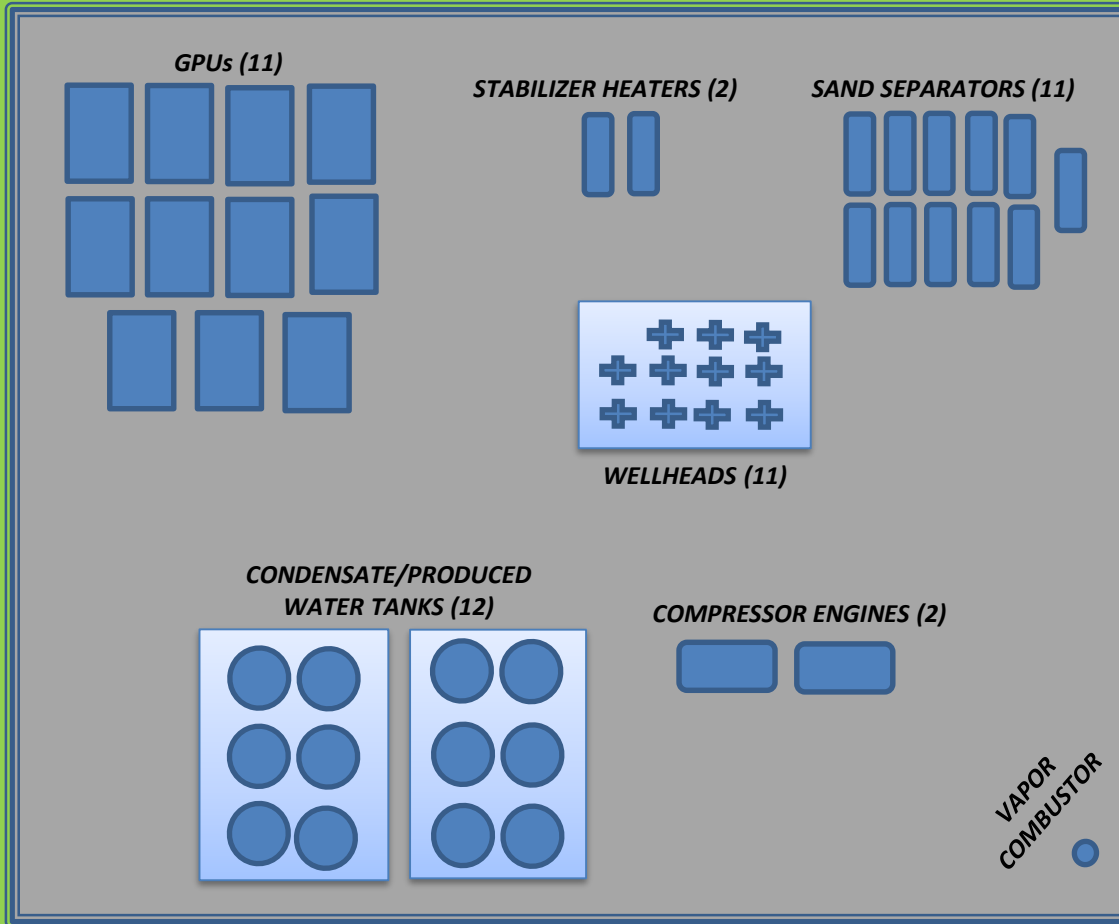 GPUs (11)
STABILIZER HEATERS (2)
SAND SEPARATORS (11)
WELLHEADS (11)
CONDENSATE/PRODUCED
WATER TANKS (12)
COMPRESSOR ENGINES (2)
VAPOR
COMBUSTOR